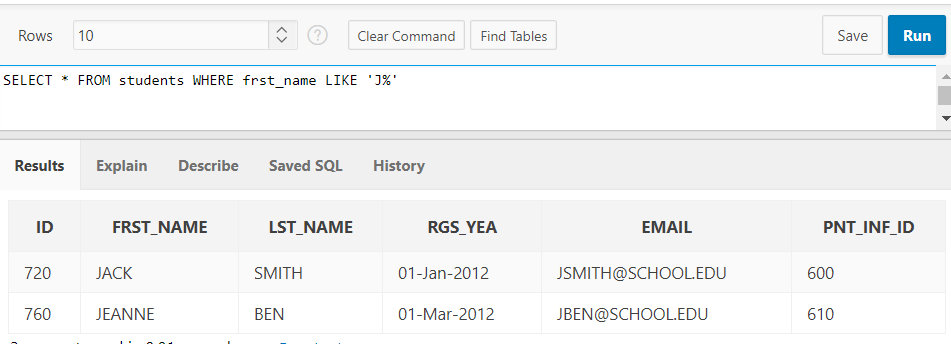 Rows 10 ? Clear Command Find Tables Save Run
SELECT * FROM students WHERE frst_name LIKE 'J%'
Results Explain Describe Saved SQL History
ID FRST_NAME LST_NAME RGS_YEA EMAIL PNT_INF_ID
720 JACK SMITH 01-Jan-2012 JSMITH@SCHOOL.EDU 600
760 JEANNE BEN 01-Mar-2012 JBEN@SCHOOL.EDU 610